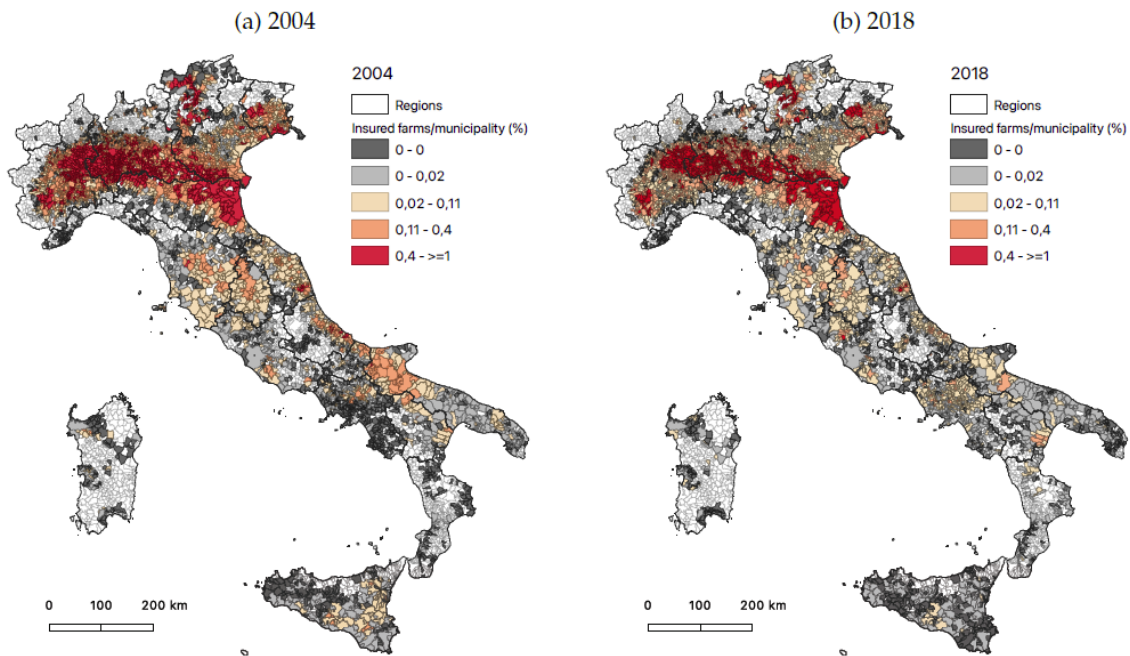 (a) 2004
2004
Regions
Insured farms/municipality (%)
0 - 0
0 - 0,02
0,02 - 0,11
0,11 - 0,4
0,4 - >=1
0 100 200 km
(b) 2018
2018
Regions
Insured farms/municipality (%)
0 - 0
0 - 0,02
0,02 - 0,11
0,11 - 0,4
0,4 - >=1
0 100 200 km